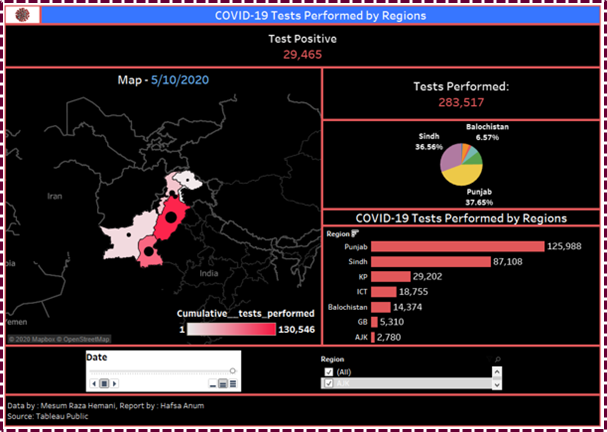 COVID-19 Tests Performed by Regions
Test Positive
29,465
Map - 5/10/2020
Iran
India
Yemen
Cumulative__tests_performed
1
130,546
© 2020 Mapbox © OpenStreetMap
Tests Performed:
283,517
Balochistan
6.57%
Sindh
36.56%
Punjab
37.65%
COVID-19 Tests Performed by Regions
Region
Punjab 125,988
Sindh 87,108
KP 29,202
ICT 18,755
Balochistan 14,374
GB 5,310
AJK 2,780
Date
Region
(All)
AJK
Data by : Mesum Raza Hemani, Report by : Hafsa Anum
Source: Tableau Public